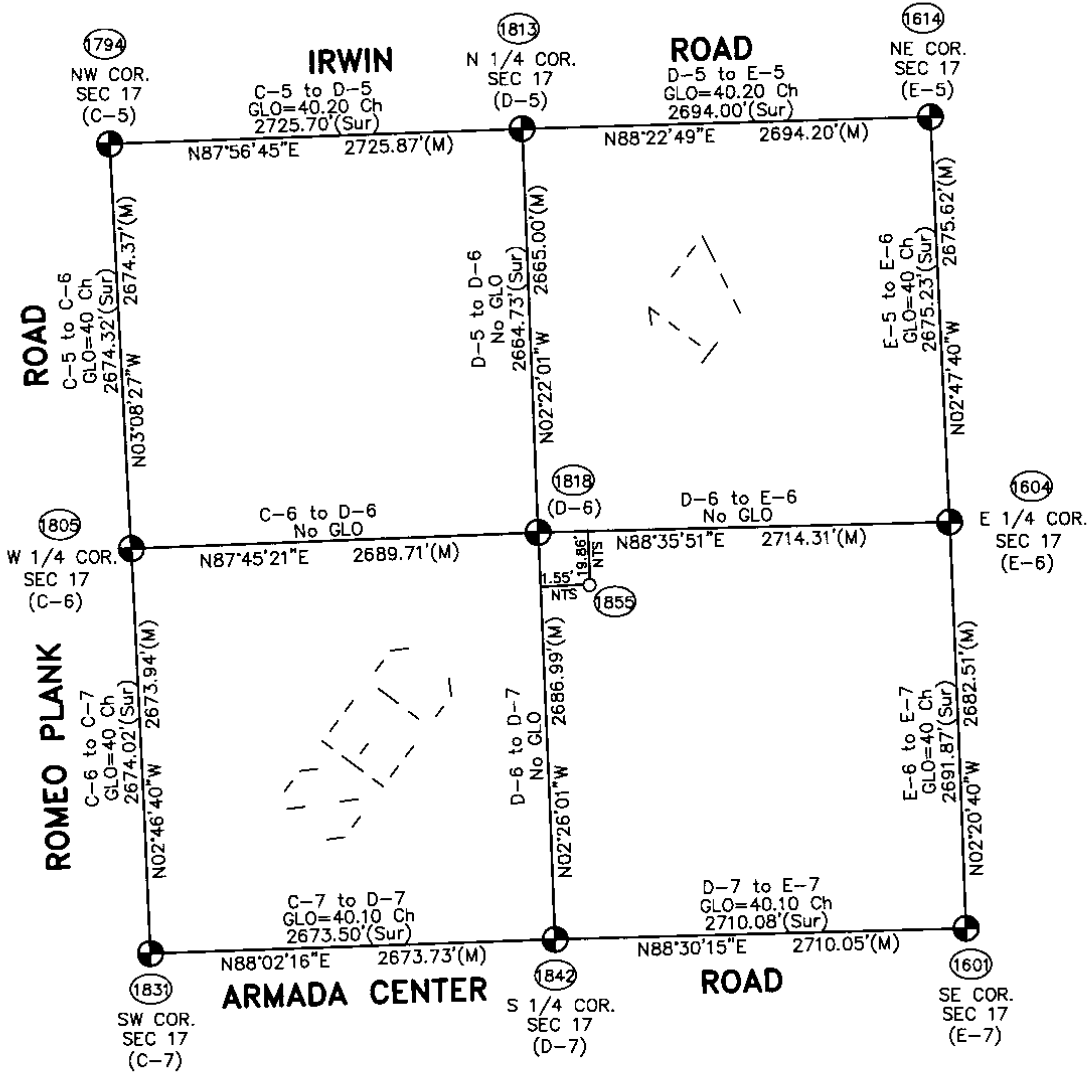 1794
NW COR.
SEC 17
(C-5)
IRWIN
C-5 to D-5
GLO=40.20 Ch
2725.70'(Sur)
N87°56'45"E 2725.87'(M)
1813
N 1/4 COR.
SEC 17
(D-5)
ROAD
D-5 to E-5
GLO=40.20 Ch
2694.00'(Sur)
N88°22'49"E 2694.20'(M)
1614
NE COR.
SEC 17
(E-5)
ROAD
C-5 to C-6
GLO=40 Ch
2674.32'(Sur)
N03°08'27"W 2674.37'(M)
D-5 to D-6
No GLO
2664.73'(Sur)
N02°22'01"W 2665.00'(M)
E-5 to E-6
GLO=40 Ch
2675.23'(Sur)
N02°47'40"W 2675.62'(M)
1805
W 1/4 COR.
SEC 17
(C-6)
C-6 to D-6
No GLO
N87°45'21"E 2689.71'(M)
1818
(D-6)
D-6 to E-6
No GLO
N88°35'51"E 2714.31'(M)
1604
E 1/4 COR.
SEC 17
(E-6)
19.86'
NTS
1.55'
NTS
1855
ROMEO PLANK
C-6 to C-7
GLO=40 Ch
2674.02'(Sur)
N02°46'40"W 2673.94'(M)
D-6 to D-7
No GLO
N02°26'01"W 2686.99'(M)
E-6 to E-7
GLO=40 Ch
2691.87'(Sur)
N02°20'40"W 2682.51'(M)
C-7 to D-7
GLO=40.10 Ch
2673.50'(Sur)
N88°02'16"E 2673.73'(M)
D-7 to E-7
GLO=40.10 Ch
2710.08'(Sur)
N88°30'15"E 2710.05'(M)
1831
SW COR.
SEC 17
(C-7)
ARMADA CENTER
1842
S 1/4 COR.
SEC 17
(D-7)
ROAD
1601
SE COR.
SEC 17
(E-7)